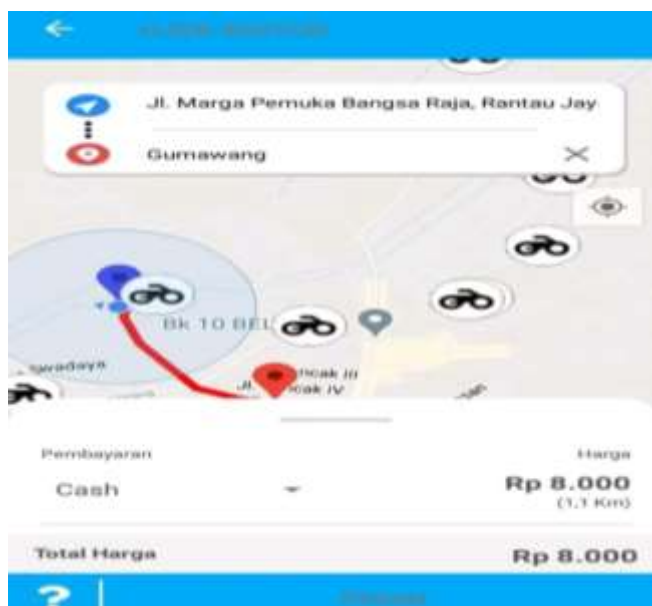 Jl. Marga Pemuka Bangsa Raja, Rantau Jay
Gumawang
Bk 10 BEL
Jl.
Pembayaran
Harga
Cash
Rp 8.000
(1,1 Km)
Total Harga
Rp 8.000
?